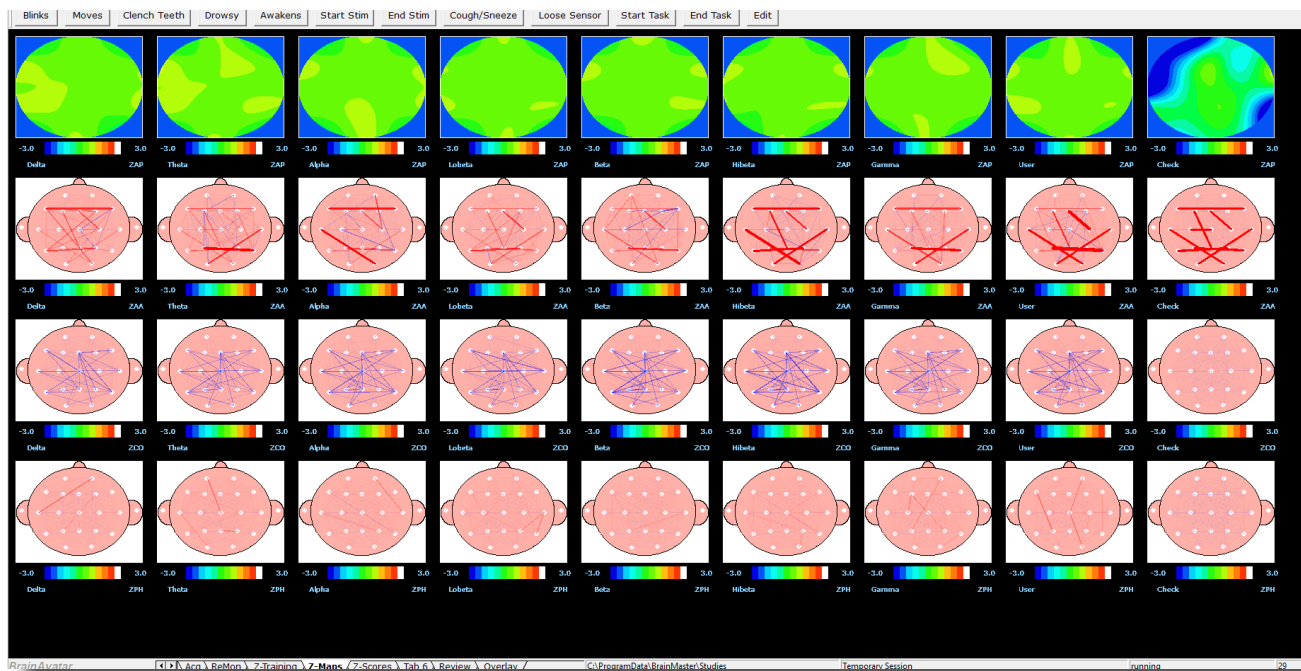 Blinks Moves Clench Teeth Drowsy Awakens Start Stim End Stim Cough/Sneeze Loose Sensor Start Task End Task Edit
-3.0 3.0 -3.0 3.0 -3.0 3.0 -3.0 3.0 -3.0 3.0 -3.0 3.0 -3.0 3.0 -3.0 3.0 -3.0 3.0
Delta ZAP Theta ZAP Alpha ZAP Lobeta ZAP Beta ZAP Hibeta ZAP Gamma ZAP User ZAP Check ZAP
-3.0 3.0 -3.0 3.0 -3.0 3.0 -3.0 3.0 -3.0 3.0 -3.0 3.0 -3.0 3.0 -3.0 3.0 -3.0 3.0
Delta ZAA Theta ZAA Alpha ZAA Lobeta ZAA Beta ZAA Hibeta ZAA Gamma ZAA User ZAA Check ZAA
-3.0 3.0 -3.0 3.0 -3.0 3.0 -3.0 3.0 -3.0 3.0 -3.0 3.0 -3.0 3.0 -3.0 3.0 -3.0 3.0
Delta ZCO Theta ZCO Alpha ZCO Lobeta ZCO Beta ZCO Hibeta ZCO Gamma ZCO User ZCO Check ZCO
-3.0 3.0 -3.0 3.0 -3.0 3.0 -3.0 3.0 -3.0 3.0 -3.0 3.0 -3.0 3.0 -3.0 3.0 -3.0 3.0
Delta ZPH Theta ZPH Alpha ZPH Lobeta ZPH Beta ZPH Hibeta ZPH Gamma ZPH User ZPH Check ZPH
BrainAvatar Acq ReMon Z-Training Z-Maps Z-Scores Tab 6 Review Overlay C:\ProgramData\BrainMaster\Studies Temporary Session running 29